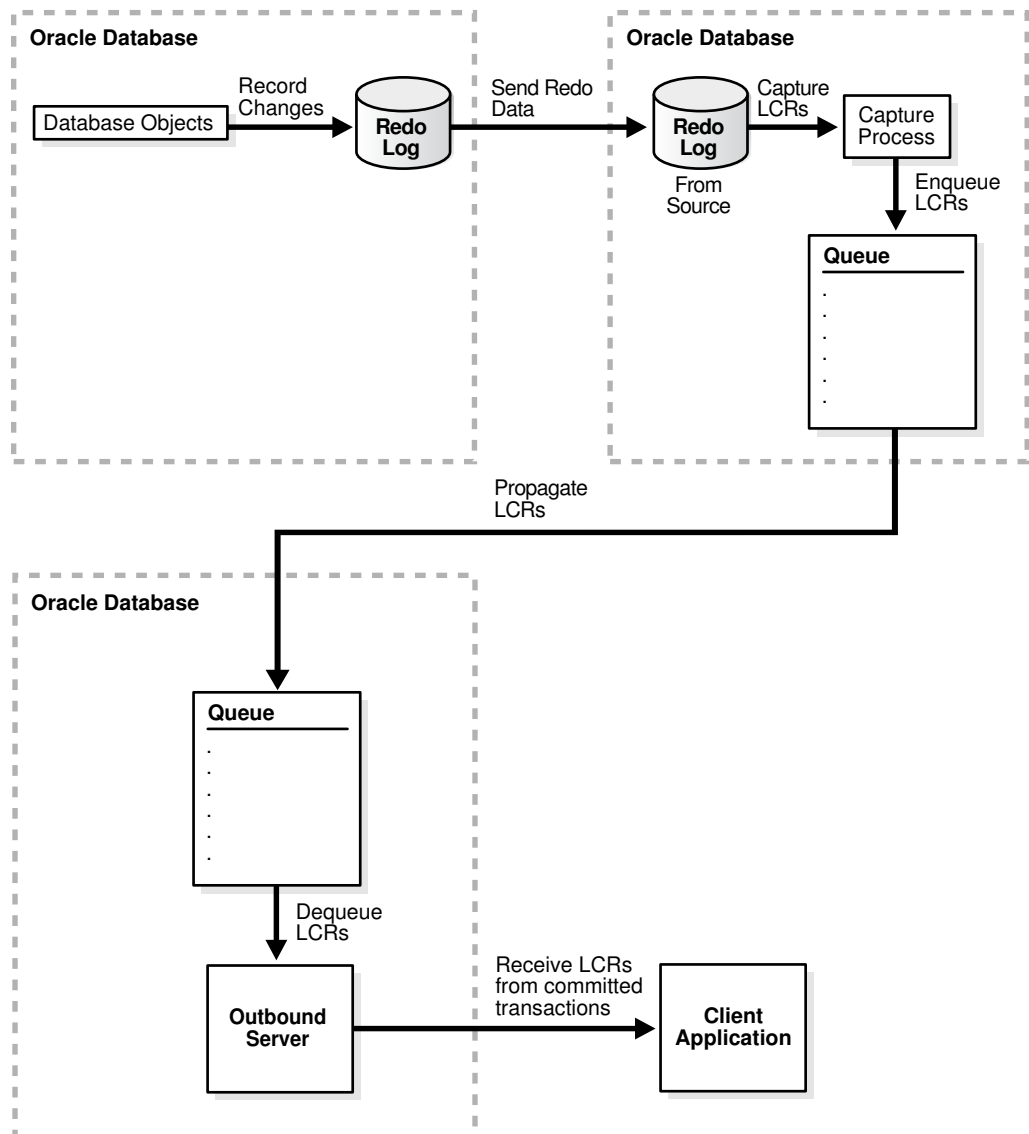 Oracle Database
Database Objects
Record
Changes
Redo
Log
Send Redo
Data
Oracle Database
Redo
Log
From
Source
Capture
LCRs
Capture
Process
Enqueue
LCRs
Queue
.
.
.
.
.
.
Propagate
LCRs
Oracle Database
Queue
.
.
.
.
.
.
Dequeue
LCRs
Outbound
Server
Receive LCRs
from committed
transactions
Client
Application